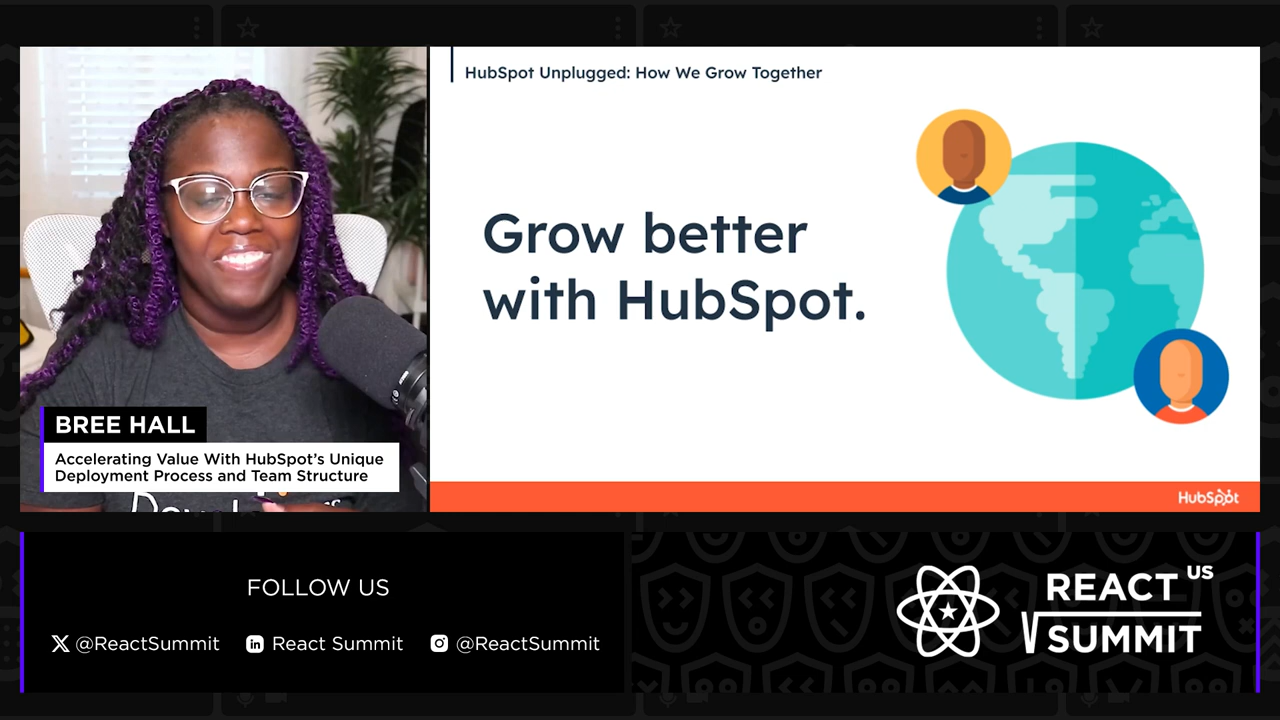 HubSpot Unplugged: How We Grow Together
Grow better
with HubSpot.
BREE HALL
Accelerating Value With HubSpot's Unique
Deployment Process and Team Structure
HubSpot
FOLLOW US
@ReactSummit
React Summit
@ReactSummit
REACT US
SUMMIT